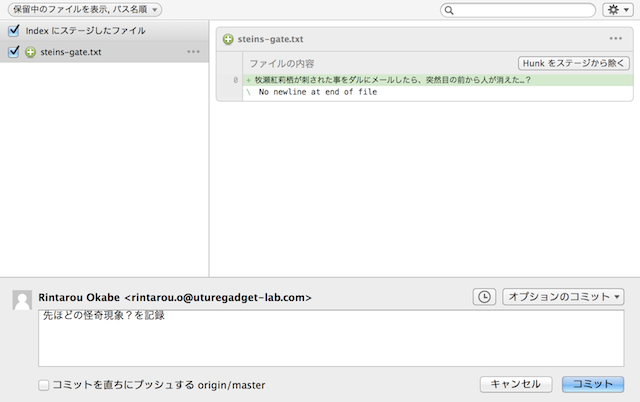 保留中のファイルを表示, パス名順
Index にステージしたファイル
steins-gate.txt
steins-gate.txt
ファイルの内容
Hunk をステージから除く
0 + 牧瀬紅莉栖が刺された事をダルにメールしたら、突然目の前から人が消えた…？
\ No newline at end of file
Rintarou Okabe <rintarou.o@uturegadget-lab.com>
オプションのコミット
先ほどの怪奇現象？を記録
コミットを直ちにプッシュする origin/master
キャンセル
コミット